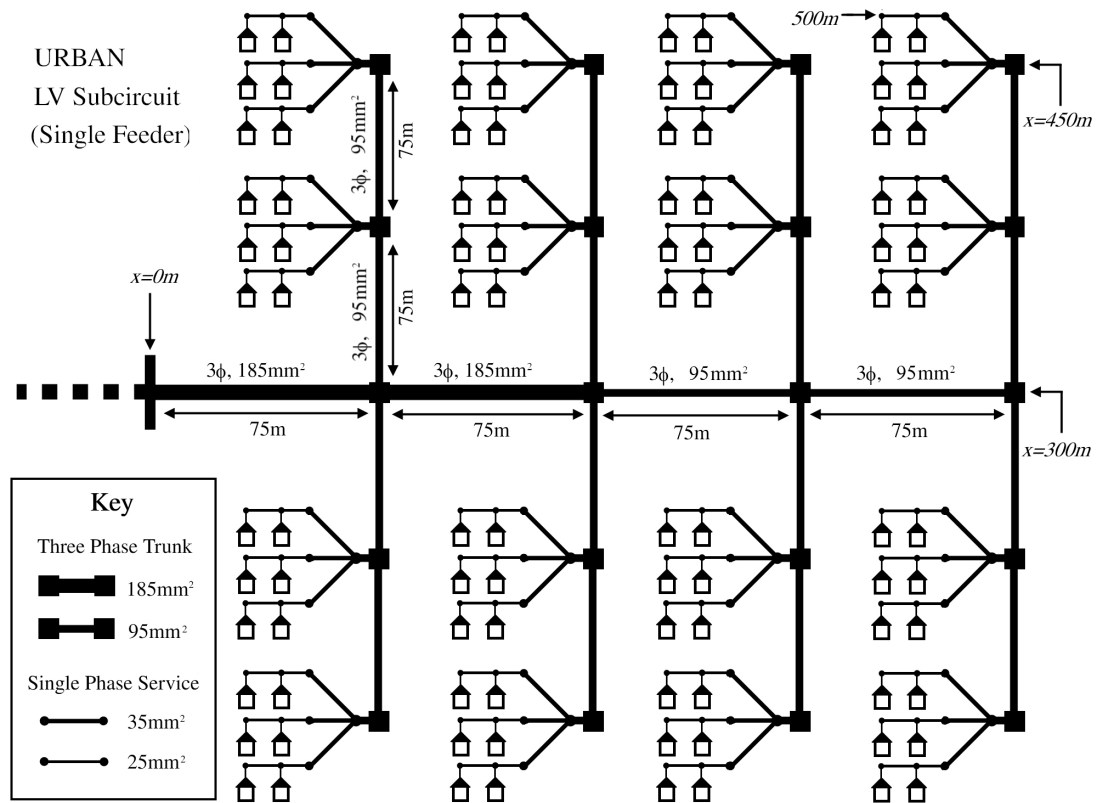 URBAN
LV Subcircuit
(Single Feeder)
500m
x=450m
3ϕ, 95mm²
75m
3ϕ, 95mm²
75m
x=0m
3ϕ, 185mm²
3ϕ, 185mm²
3ϕ, 95mm²
3ϕ, 95mm²
75m
75m
75m
75m
x=300m
Key
Three Phase Trunk
185mm²
95mm²
Single Phase Service
35mm²
25mm²